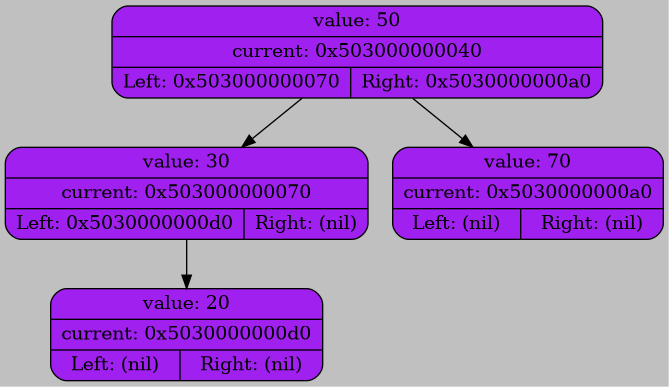 value: 50
current: 0x503000000040
Left: 0x503000000070 Right: 0x5030000000a0
value: 30
current: 0x503000000070
Left: 0x5030000000d0 Right: (nil)
value: 70
current: 0x5030000000a0
Left: (nil) Right: (nil)
value: 20
current: 0x5030000000d0
Left: (nil) Right: (nil)